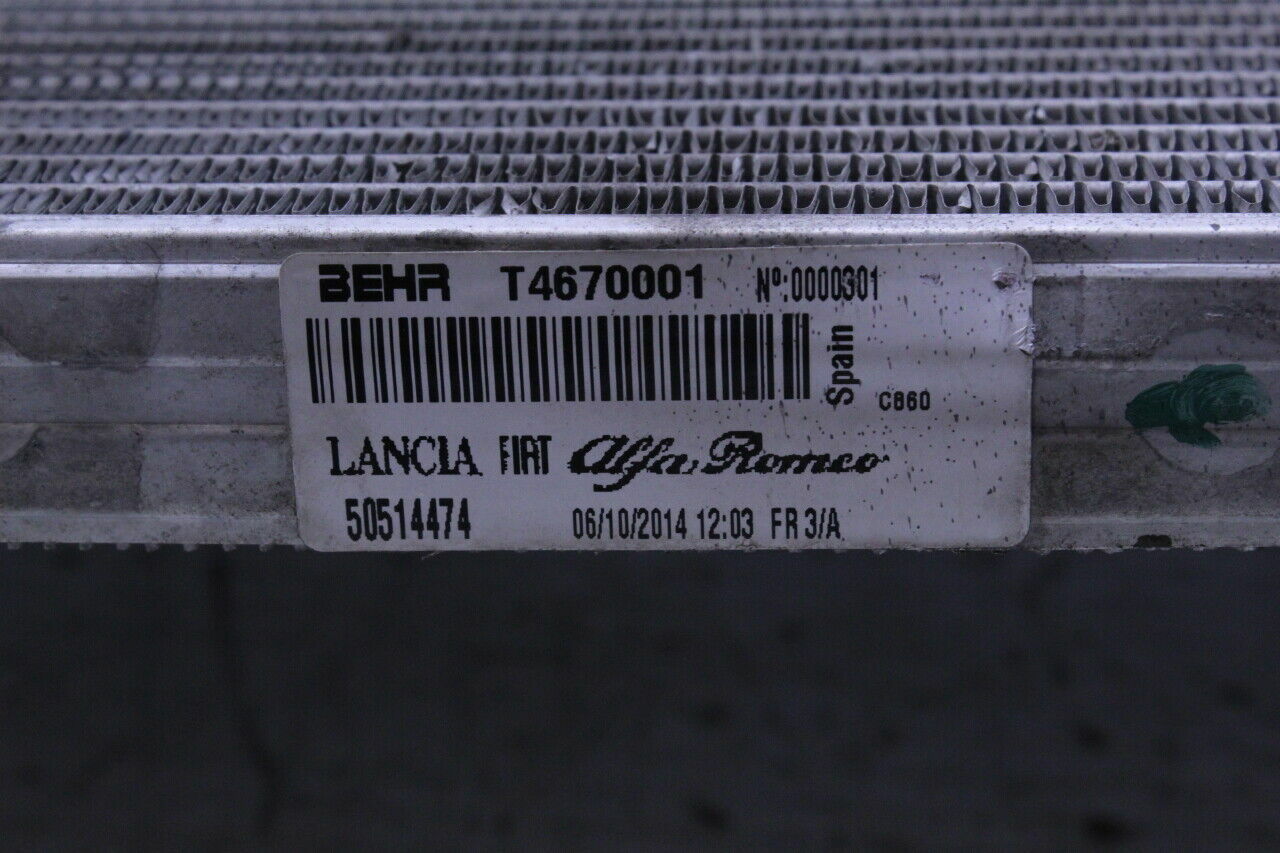 BEHR T4670001 Nº:0000301
Spain
C860
LANCIA FIAT Alfa Romeo
50514474 06/10/2014 12:03 FR 3/A